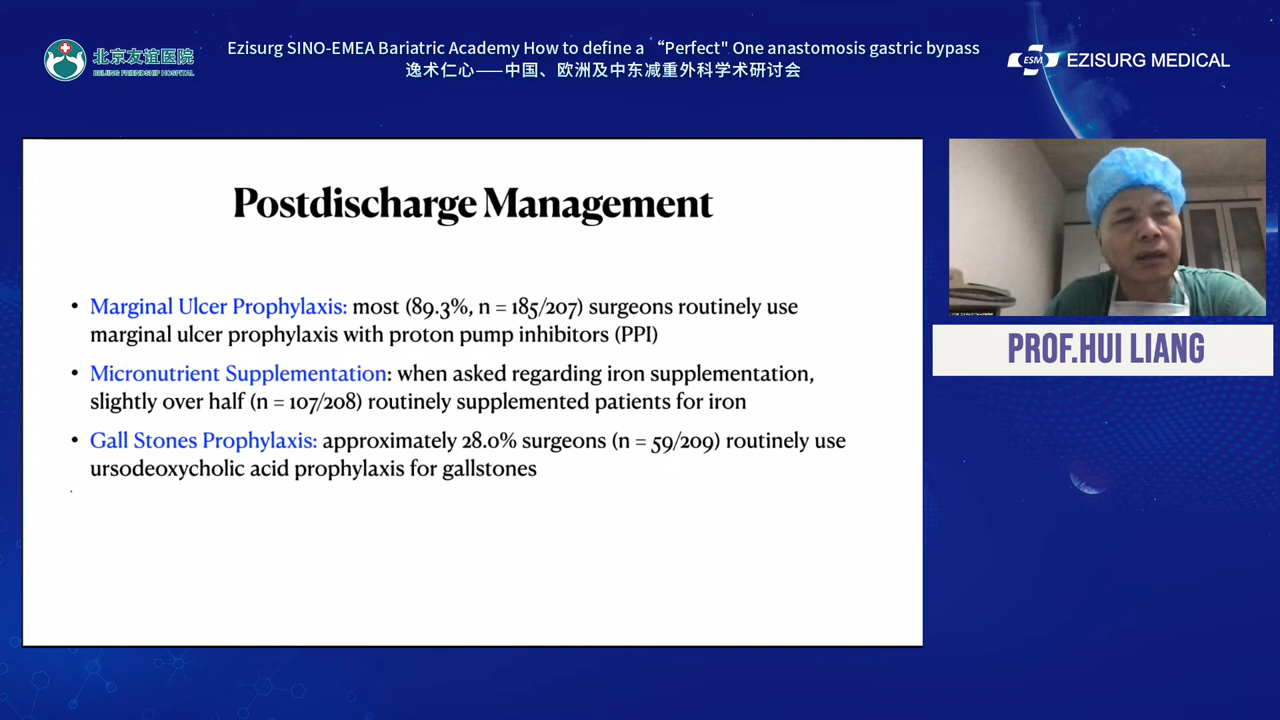 北京友谊医院
BEIJING FRIENDSHIP HOSPITAL
Ezisurg SINO-EMEA Bariatric Academy How to define a “Perfect" One anastomosis gastric bypass
逸术仁心——中国、欧洲及中东减重外科学术研讨会
ESM
EZISURG MEDICAL
Postdischarge Management
• Marginal Ulcer Prophylaxis: most (89.3%, n = 185/207) surgeons routinely use
marginal ulcer prophylaxis with proton pump inhibitors (PPI)
• Micronutrient Supplementation: when asked regarding iron supplementation,
slightly over half (n = 107/208) routinely supplemented patients for iron
• Gall Stones Prophylaxis: approximately 28.0% surgeons (n = 59/209) routinely use
ursodeoxycholic acid prophylaxis for gallstones
.
PROF.HUI LIANG